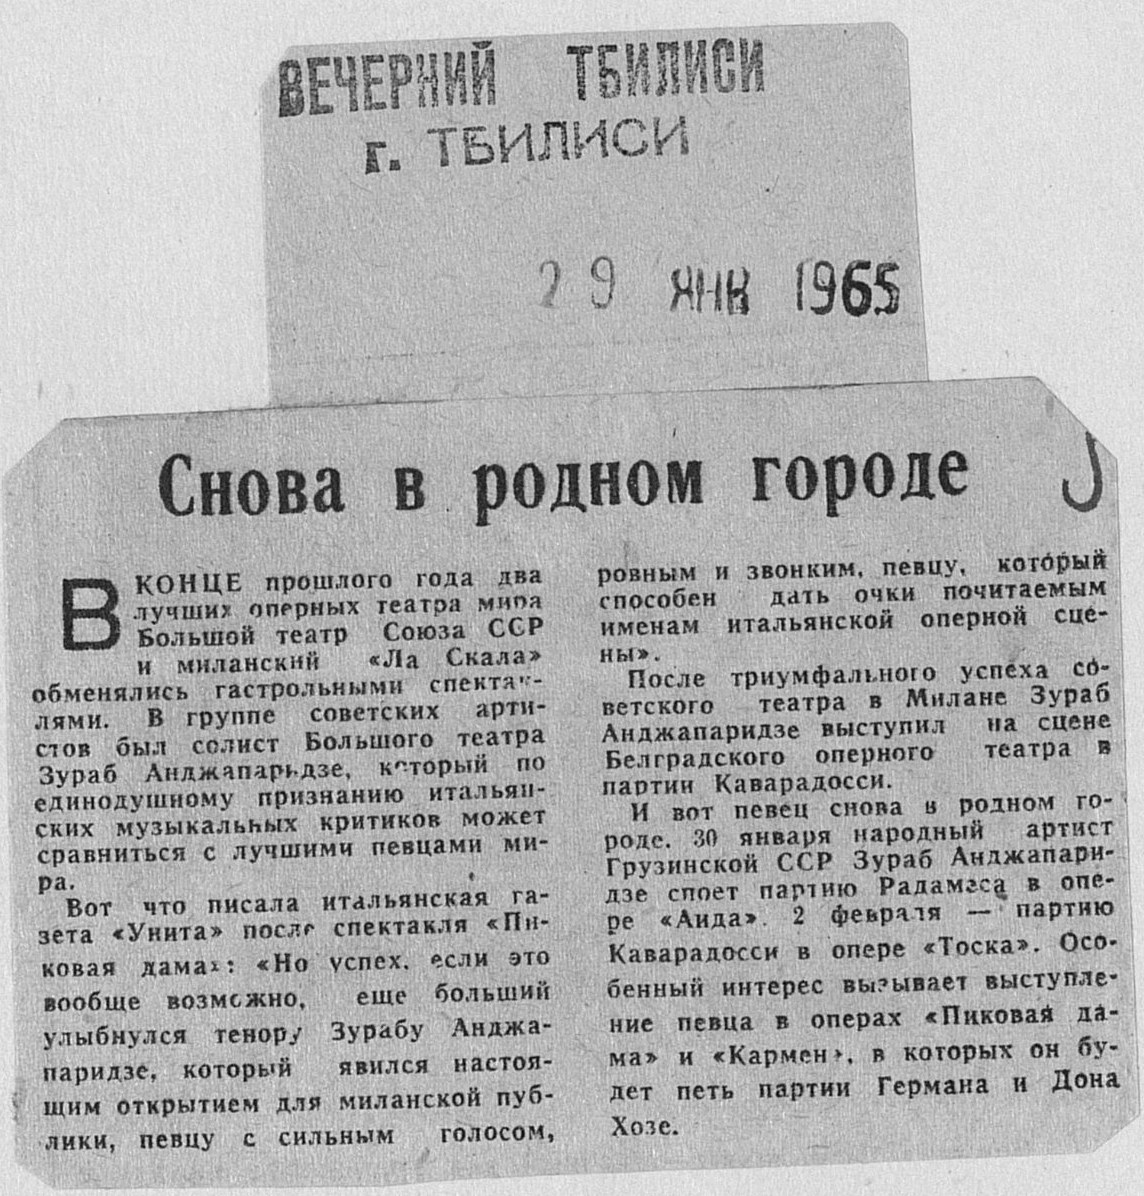 ВЕЧЕРНИЙ ТБИЛИСИ
г. ТБИЛИСИ
29 ЯНВ 1965
Снова в родном городе
В КОНЦЕ прошлого года два
лучших оперных театра мира
Большой театр Союза ССР
и миланский «Ла Скала»
обменялись гастрольными спектак-
лями. В группе советских арти-
стов был солист Большого театра
Зураб Анджапаридзе, который по
единодушному признанию итальян-
ских музыкальных критиков может
сравниться с лучшими певцами ми-
ра.
Вот что писала итальянская га-
зета «Унита» после спектакля «Пи-
ковая дама»: «Но успех, если это
вообще возможно, еще больший
улыбнулся тенору Зурабу Анджа-
паридзе, который явился настоя-
щим открытием для миланской пуб-
лики, певцу с сильным голосом,
ровным и звонким, певцу, который
способен дать очки почитаемым
именам итальянской оперной сце-
ны».
После триумфального успеха со-
ветского театра в Милане Зураб
Анджапаридзе выступил на сцене
Белградского оперного театра в
партии Каварадосси.
И вот певец снова в родном го-
роде. 30 января народный артист
Грузинской ССР Зураб Анджапари-
дзе споет партию Радамеса в опе-
ре «Аида». 2 февраля — партию
Каварадосси в опере «Тоска». Осо-
бенный интерес вызывает выступле-
ние певца в операх «Пиковая да-
ма» и «Кармен», в которых он бу-
дет петь партии Германа и Дона
Хозе.